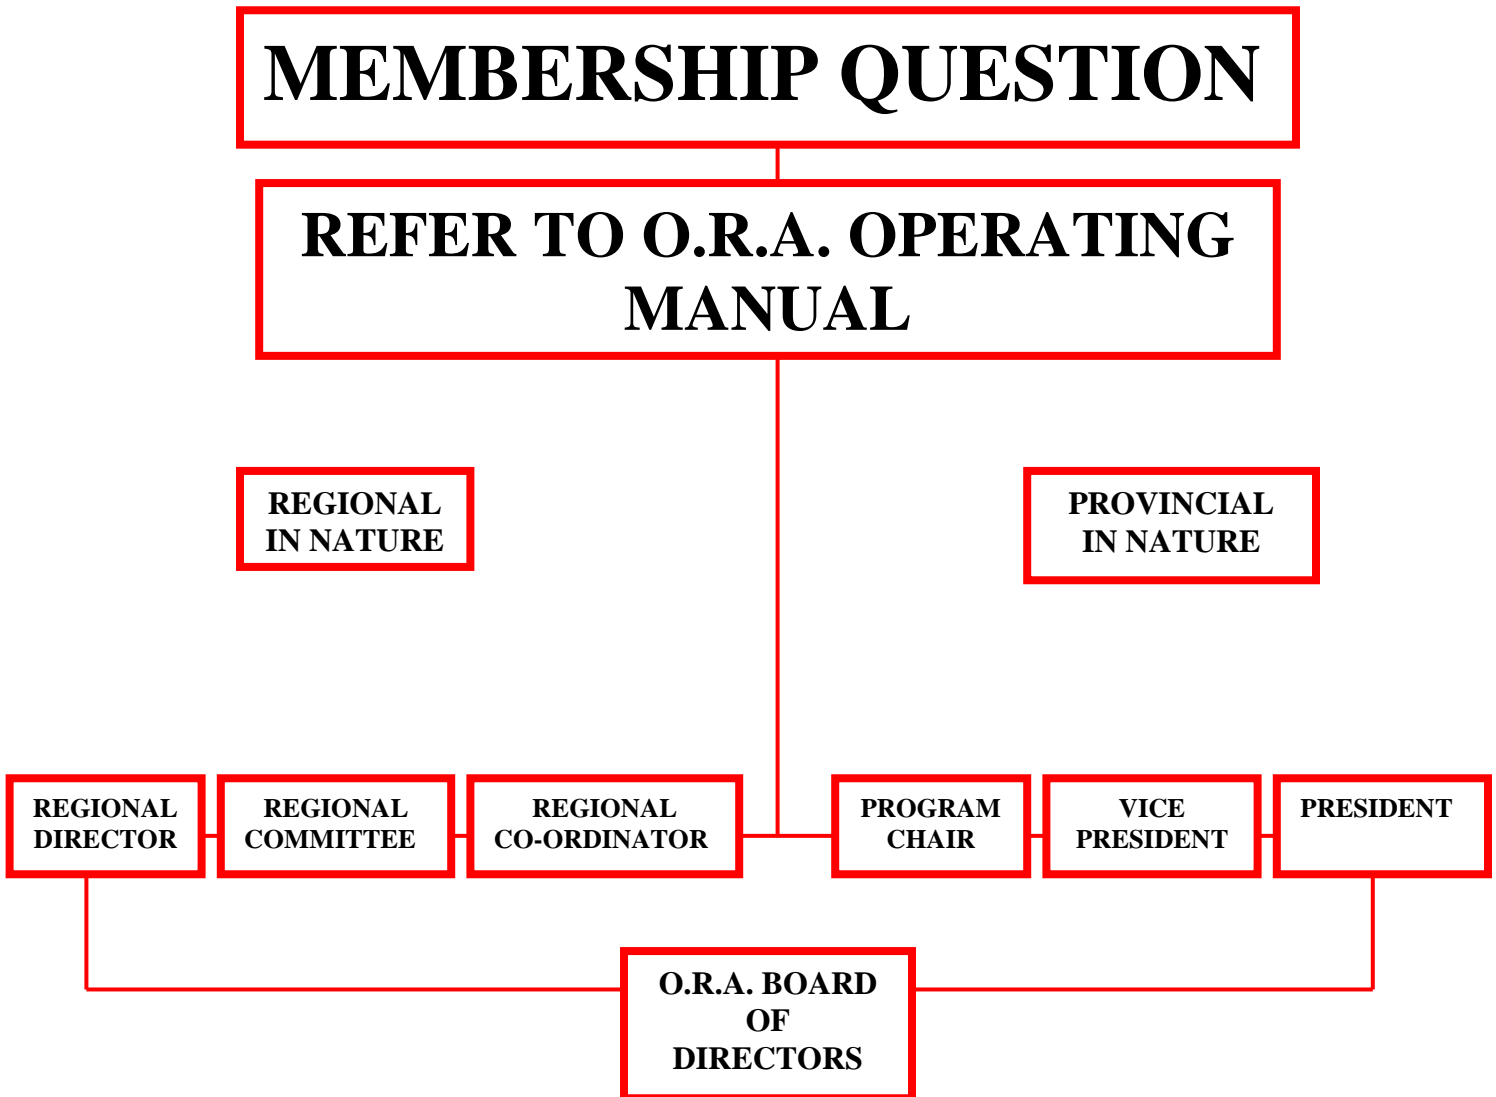 MEMBERSHIP QUESTION
REFER TO O.R.A. OPERATING
MANUAL
REGIONAL
IN NATURE
PROVINCIAL
IN NATURE
REGIONAL
DIRECTOR
REGIONAL
COMMITTEE
REGIONAL
CO-ORDINATOR
PROGRAM
CHAIR
VICE
PRESIDENT
PRESIDENT
O.R.A. BOARD
OF
DIRECTORS